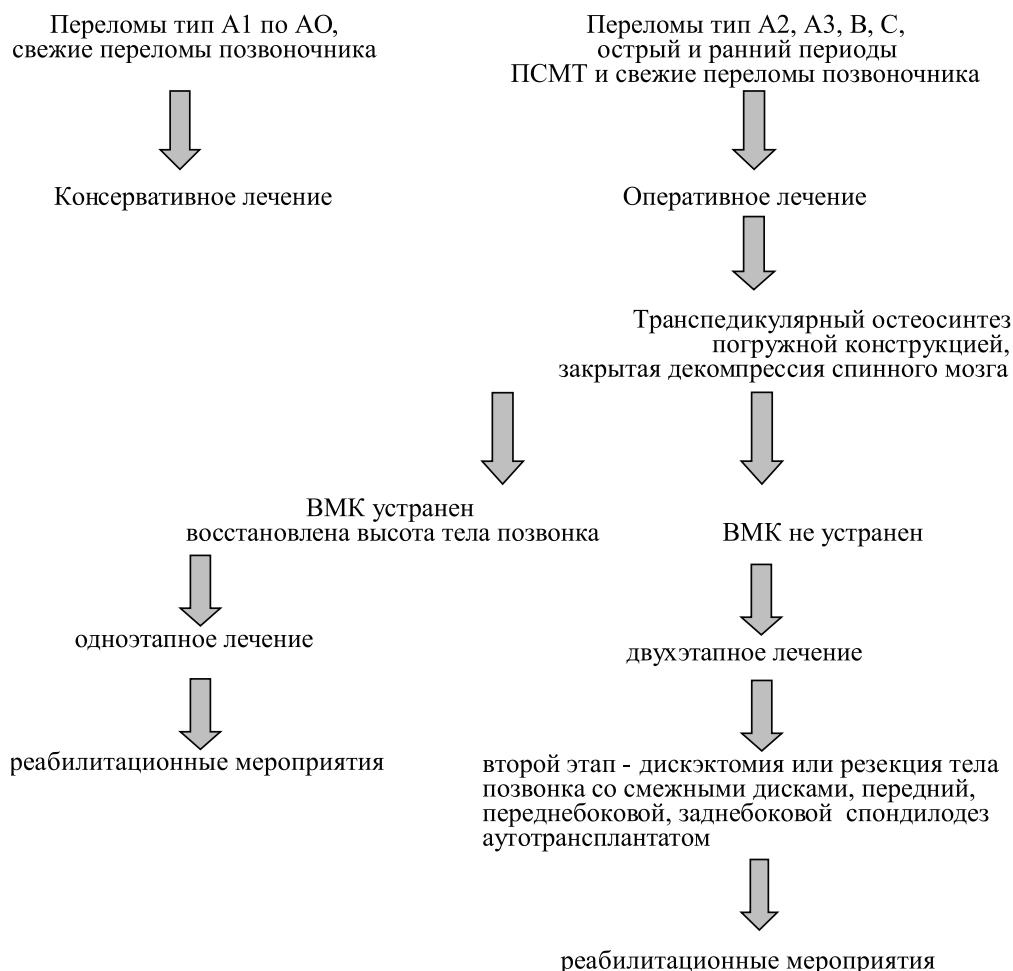 Переломы тип А1 по АО,
свежие переломы позвоночника
Переломы тип А2, А3, В, С,
острый и ранний периоды
ПСМТ и свежие переломы позвоночника
Консервативное лечение
Оперативное лечение
Транспедикулярный остеосинтез
погружной конструкцией,
закрытая декомпрессия спинного мозга
ВМК устранен
восстановлена высота тела позвонка
ВМК не устранен
одноэтапное лечение
двухэтапное лечение
реабилитационные мероприятия
второй этап - дискэктомия или резекция тела
позвонка со смежными дисками, передний,
переднебоковой, заднебоковой спондилодез
аутотрансплантатом
реабилитационные мероприятия